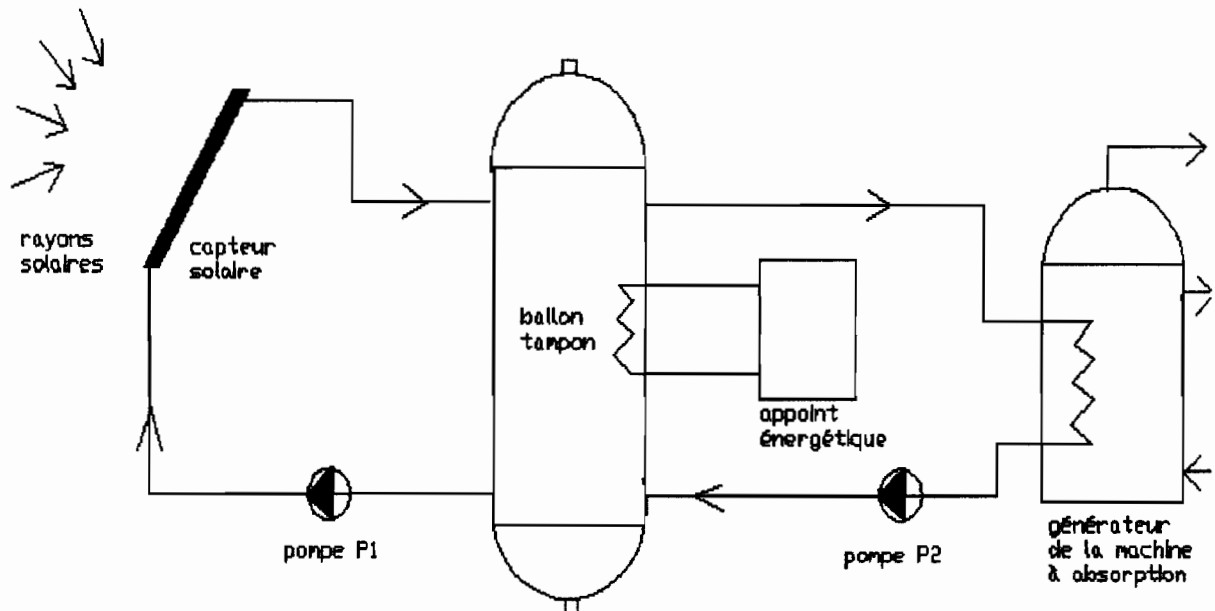 rayons
solaires
capteur
solaire
ballon
tampon
appoint
énergétique
pompe P1
pompe P2
générateur
de la machine
à absorption